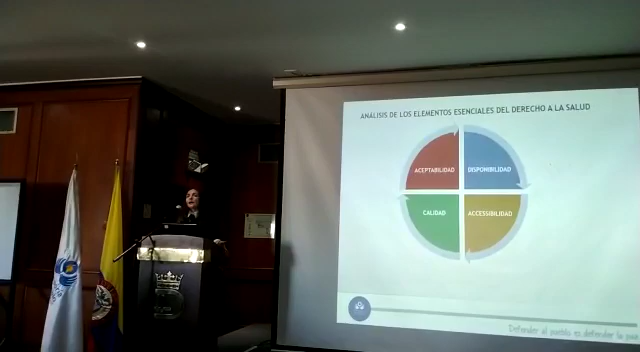 ANÁLISIS DE LOS ELEMENTOS ESENCIALES DEL DERECHO A LA SALUD
ACEPTABILIDAD
DISPONIBILIDAD
CALIDAD
ACCESSIBILIDAD
Defender al pueblo es defender la paz